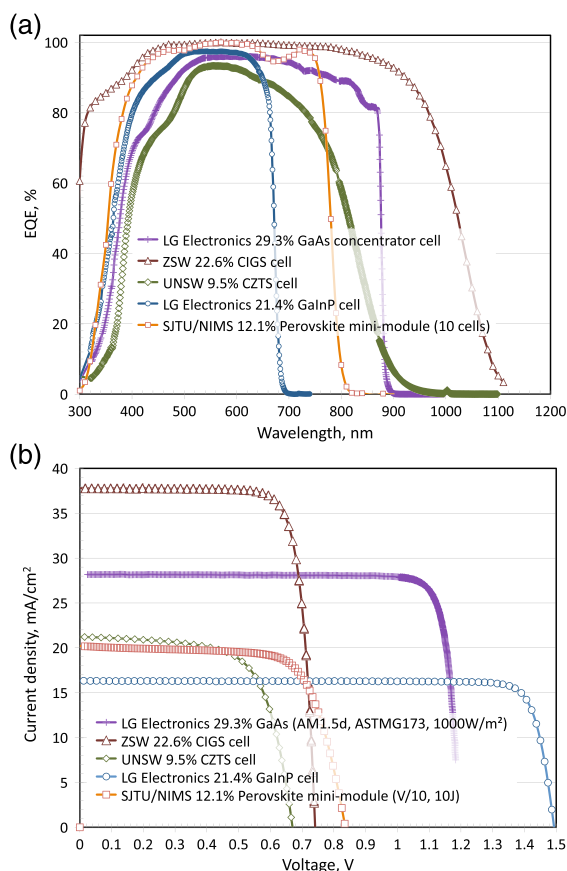 (a)
100
80
60
40
20
0
EQE, %
LG Electronics 29.3% GaAs concentrator cell
ZSW 22.6% CIGS cell
UNSW 9.5% CZTS cell
LG Electronics 21.4% GaInP cell
SJTU/NIMS 12.1% Perovskite mini-module (10 cells)
300 400 500 600 700 800 900 1000 1100 1200
Wavelength, nm
(b)
40
35
30
25
20
15
10
5
0
Current density, mA/cm²
LG Electronics 29.3% GaAs (AM1.5d, ASTMG173, 1000W/m²)
ZSW 22.6% CIGS cell
UNSW 9.5% CZTS cell
LG Electronics 21.4% GaInP cell
SJTU/NIMS 12.1% Perovskite mini-module (V/10, 10J)
0 0.1 0.2 0.3 0.4 0.5 0.6 0.7 0.8 0.9 1 1.1 1.2 1.3 1.4 1.5
Voltage, V